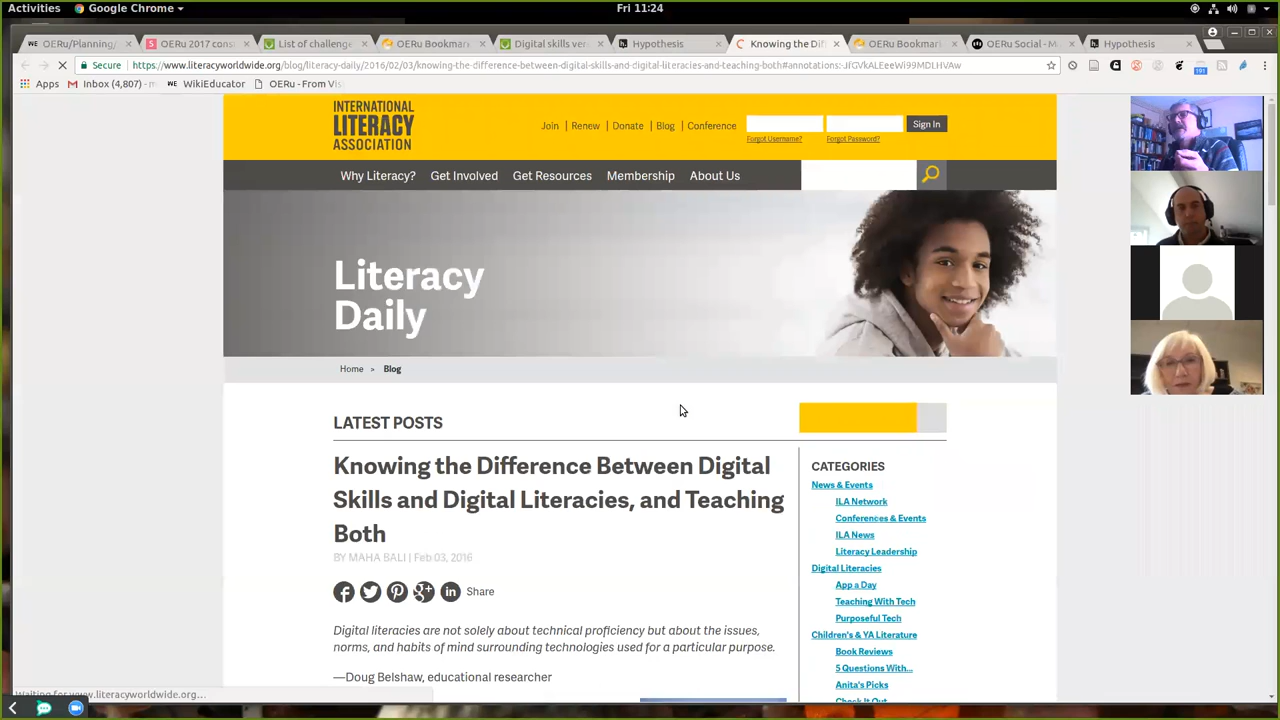 Activities
Google Chrome
Fri 11:24
OERu/Planning/
OERu 2017 cons
List of challenge
OERu Bookmar
Digital skills ver
Hypothesis
Knowing the Dif
OERu Bookmar
OERu Social - M
Hypothesis
Secure
https://www.literacyworldwide.org/blog/literacy-daily/2016/02/03/knowing-the-difference-between-digital-skills-and-digital-literacies-and-teaching-both#annotations:JfGVkALEeeWi99MDLHVAw
191
Apps
Inbox (4,807) - m
WikiEducator
OERu - From Vis
INTERNATIONAL
LITERACY
ASSOCIATION
Join | Renew | Donate | Blog | Conference
Sign In
Forgot Username?
Forgot Password?
Why Literacy?
Get Involved
Get Resources
Membership
About Us
Literacy
Daily
Home > Blog
LATEST POSTS
Knowing the Difference Between Digital
Skills and Digital Literacies, and Teaching
Both
BY MAHA BALI | Feb 03, 2016
Share
Digital literacies are not solely about technical proficiency but about the issues,
norms, and habits of mind surrounding technologies used for a particular purpose.
—Doug Belshaw, educational researcher
CATEGORIES
News & Events
ILA Network
Conferences & Events
ILA News
Literacy Leadership
Digital Literacies
App a Day
Teaching With Tech
Purposeful Tech
Children's & YA Literature
Book Reviews
5 Questions With...
Anita's Picks
Check It Out
Waiting for www.literacyworldwide.org...